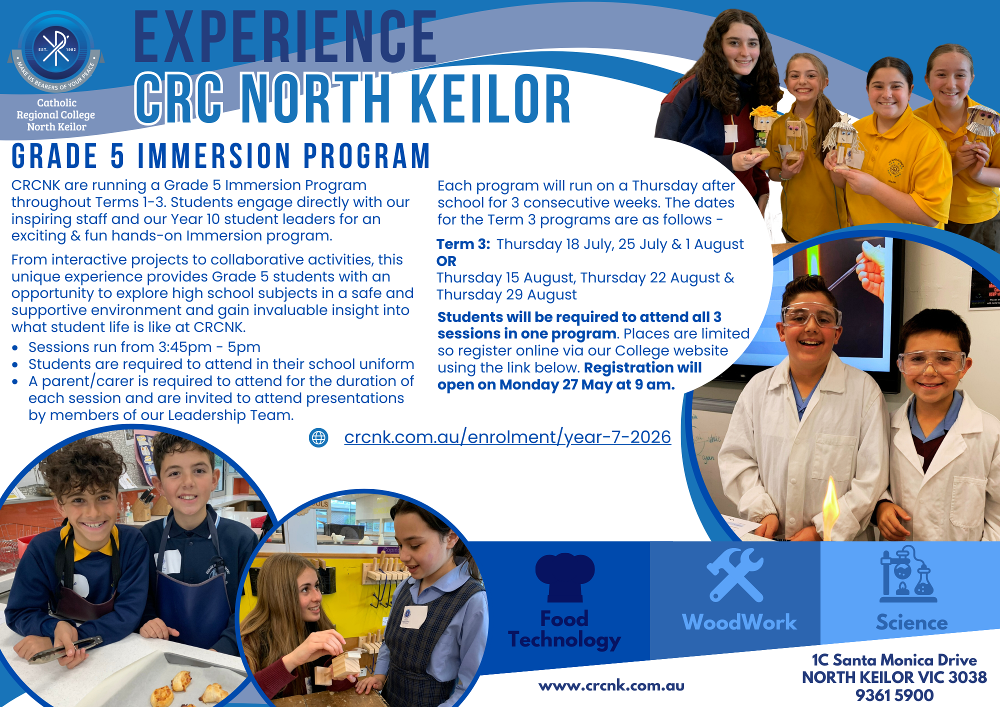 EXPERIENCE
CRC NORTH KEILOR
EST. 1982
MAKE US BEARERS OF YOUR PEACE
Catholic
Regional College
North Keilor
GRADE 5 IMMERSION PROGRAM
CRCNK are running a Grade 5 Immersion Program
throughout Terms 1-3. Students engage directly with our
inspiring staff and our Year 10 student leaders for an
exciting & fun hands-on Immersion program.
From interactive projects to collaborative activities, this
unique experience provides Grade 5 students with an
opportunity to explore high school subjects in a safe and
supportive environment and gain invaluable insight into
what student life is like at CRCNK.
• Sessions run from 3:45pm - 5pm
• Students are required to attend in their school uniform
• A parent/carer is required to attend for the duration of
each session and are invited to attend presentations
by members of our Leadership Team.
Each program will run on a Thursday after
school for 3 consecutive weeks. The dates
for the Term 3 programs are as follows -
Term 3: Thursday 18 July, 25 July & 1 August
OR
Thursday 15 August, Thursday 22 August &
Thursday 29 August
Students will be required to attend all 3
sessions in one program. Places are limited
so register online via our College website
using the link below. Registration will
open on Monday 27 May at 9 am.
crcnk.com.au/enrolment/year-7-2026
cyan
Coping
Food
Technology
WoodWork
Science
www.crcnk.com.au
1C Santa Monica Drive
NORTH KEILOR VIC 3038
9361 5900